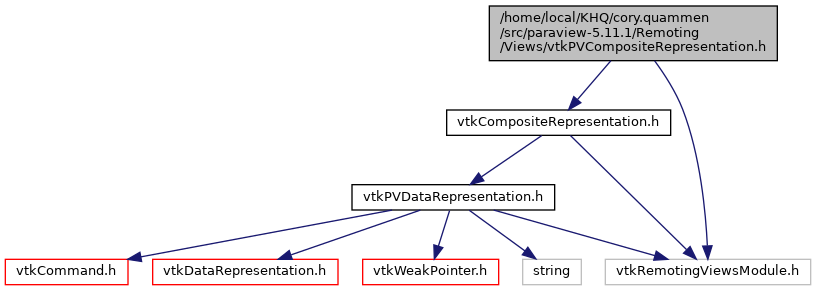 /home/local/KHQ/cory.quammen
/src/paraview-5.11.1/Remoting
/Views/vtkPVCompositeRepresentation.h
vtkCompositeRepresentation.h
vtkPVDataRepresentation.h
vtkCommand.h
vtkDataRepresentation.h
vtkWeakPointer.h
string
vtkRemotingViewsModule.h